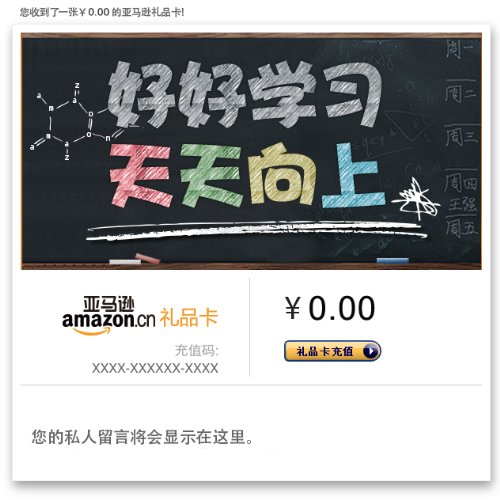 您收到了一张￥0.00 的亚马逊礼品卡!
好好学习
天天向上
周一
周二
周三
周四
王强
周五
a
z
m
o
n
a
m
o
n
z
亚马逊
amazon.cn 礼品卡
￥0.00
充值码:
XXXX-XXXXXX-XXXX
礼品卡充值
您的私人留言将会显示在这里。